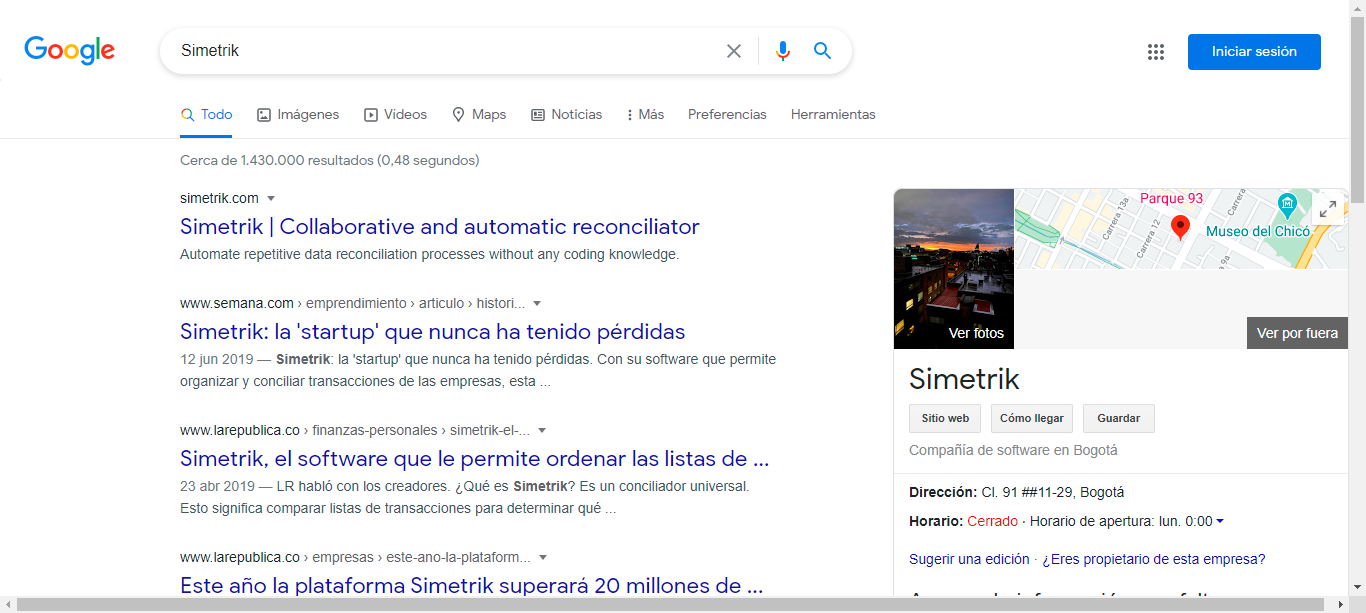 Google
Simetrik
Iniciar sesión
Todo
Imágenes
Videos
Maps
Noticias
Más
Preferencias
Herramientas
Cerca de 1.430.000 resultados (0,48 segundos)
simetrik.com
Simetrik | Collaborative and automatic reconciliator
Automate repetitive data reconciliation processes without any coding knowledge.
www.semana.com › emprendimiento › articulo › histori...
Simetrik: la 'startup' que nunca ha tenido pérdidas
12 jun 2019 — Simetrik: la 'startup' que nunca ha tenido pérdidas. Con su software que permite
organizar y conciliar transacciones de las empresas, esta ...
www.larepublica.co › finanzas-personales › simetrik-el-...
Simetrik, el software que le permite ordenar las listas de ...
23 abr 2019 — LR habló con los creadores. ¿Qué es Simetrik? Es un conciliador universal.
Esto significa comparar listas de transacciones para determinar qué ...
www.larepublica.co › empresas › este-ano-la-plataform...
Este año la plataforma Simetrik superará 20 millones de ...
Ver fotos
Parque 93
Carrera 13a
Carrera 12
Carrera
Museo del Chicó
Ver por fuera
Simetrik
Sitio web
Cómo llegar
Guardar
Compañía de software en Bogotá
Dirección: Cl. 91 ##11-29, Bogotá
Horario: Cerrado · Horario de apertura: lun. 0:00
Sugerir una edición · ¿Eres propietario de esta empresa?